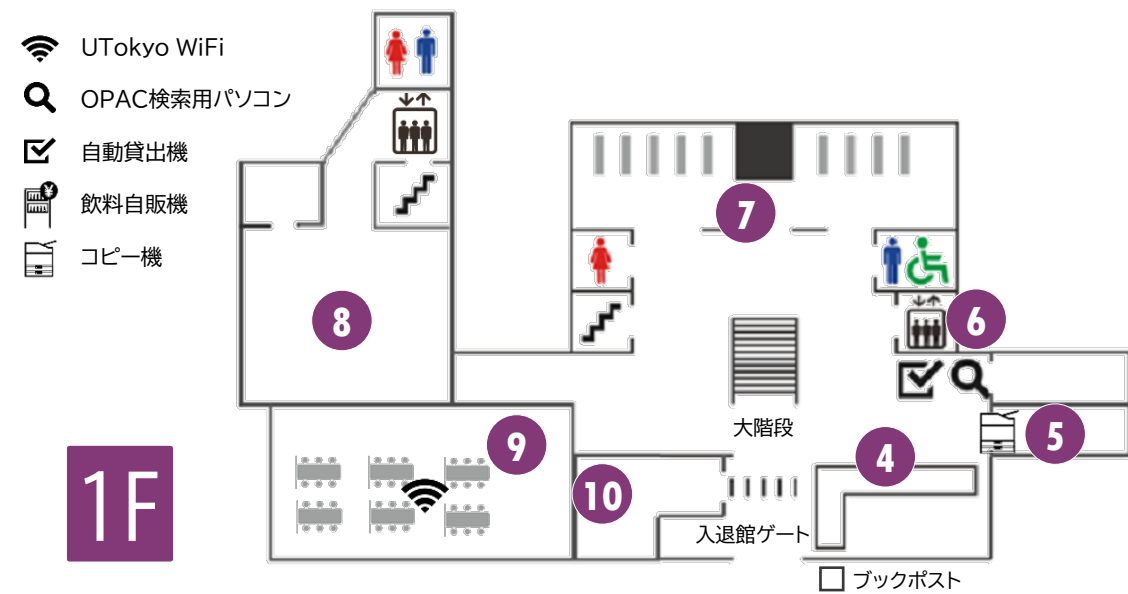 UTokyo WiFi
OPAC検索用パソコン
自動貸出機
¥
飲料自販機
コピー機
7
8
6
大階段
9
4
5
10
1F
入退館ゲート
ブックポスト